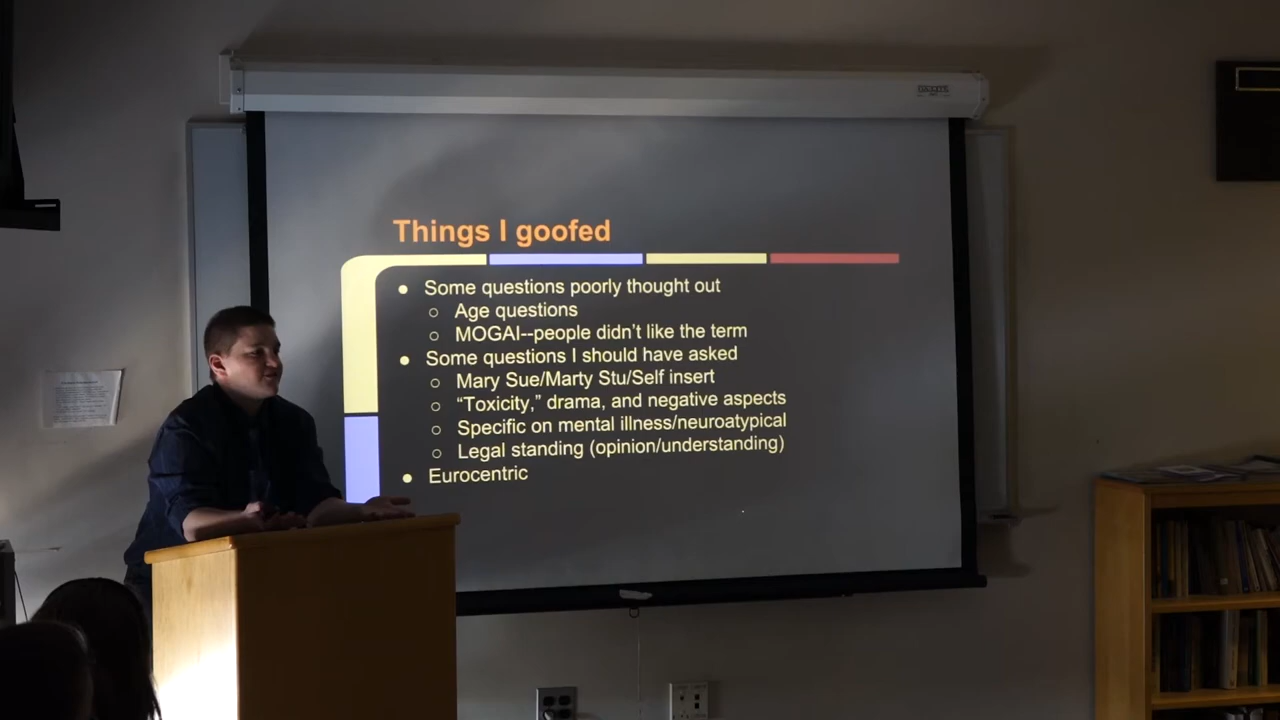 Things I goofed
● Some questions poorly thought out
○ Age questions
○ MOGAI--people didn't like the term
● Some questions I should have asked
○ Mary Sue/Marty Stu/Self insert
○ “Toxicity,” drama, and negative aspects
○ Specific on mental illness/neuroatypical
○ Legal standing (opinion/understanding)
● Eurocentric